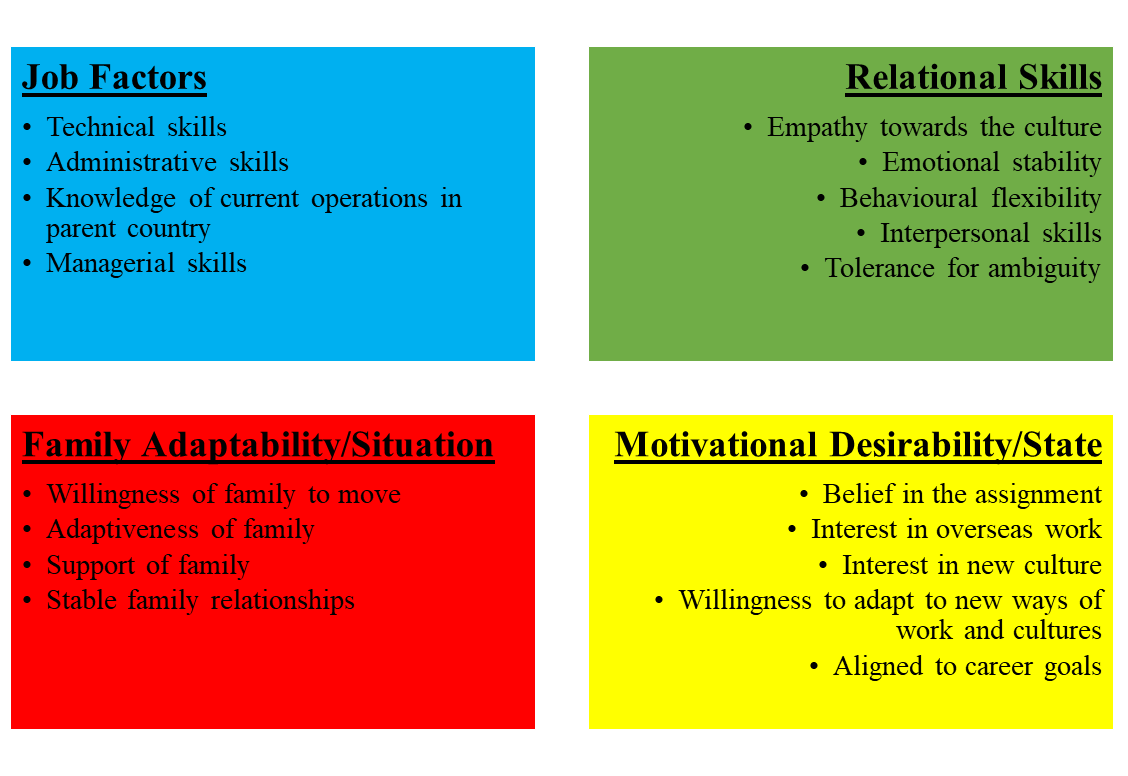 Job Factors
• Technical skills
• Administrative skills
• Knowledge of current operations in
parent country
• Managerial skills
Relational Skills
• Empathy towards the culture
• Emotional stability
• Behavioural flexibility
• Interpersonal skills
• Tolerance for ambiguity
Family Adaptability/Situation
• Willingness of family to move
• Adaptiveness of family
• Support of family
• Stable family relationships
Motivational Desirability/State
• Belief in the assignment
• Interest in overseas work
• Interest in new culture
• Willingness to adapt to new ways of
work and cultures
• Aligned to career goals